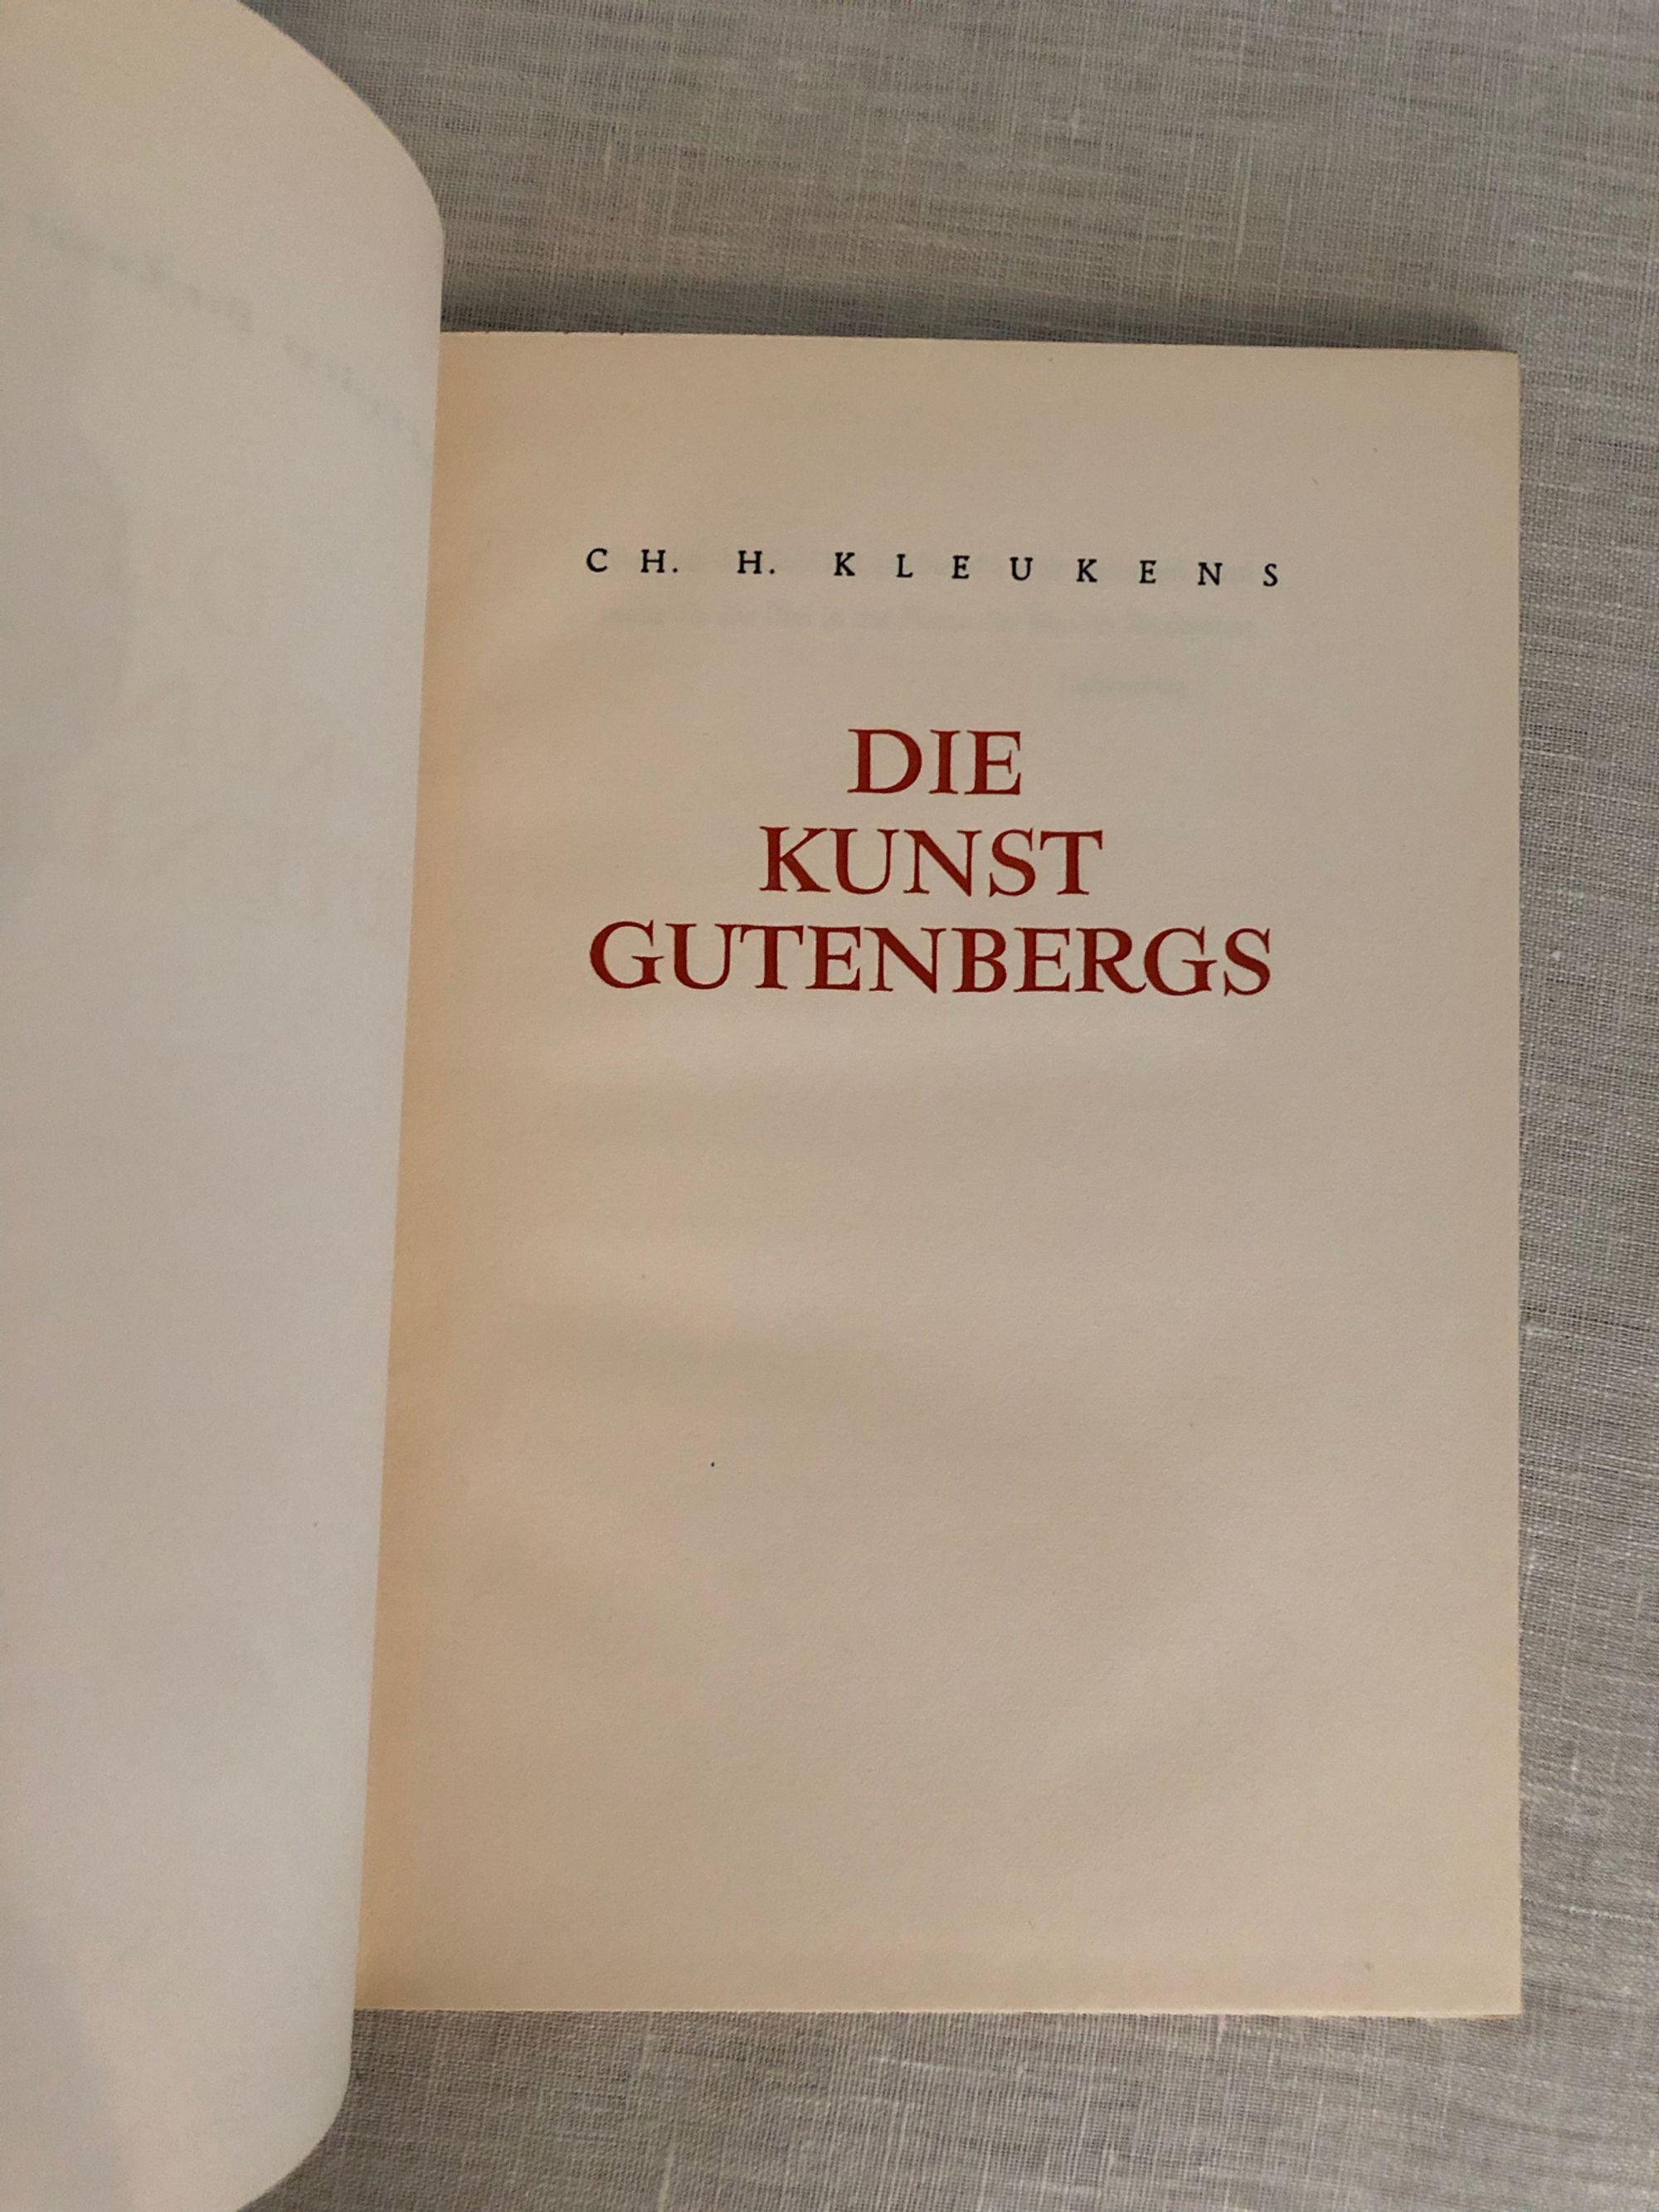 CH. H. KLEUKENS
DIE
KUNST
GUTENBERGS